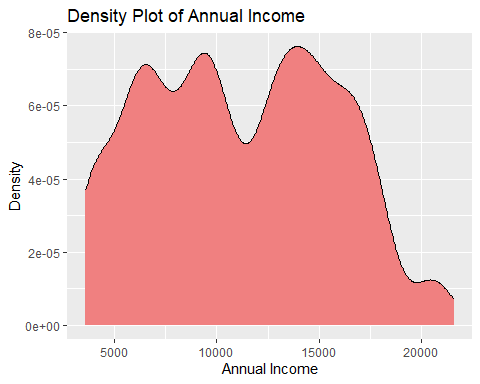 Density Plot of Annual Income
8e-05
6e-05
4e-05
2e-05
0e+00
Density
5000 10000 15000 20000
Annual Income